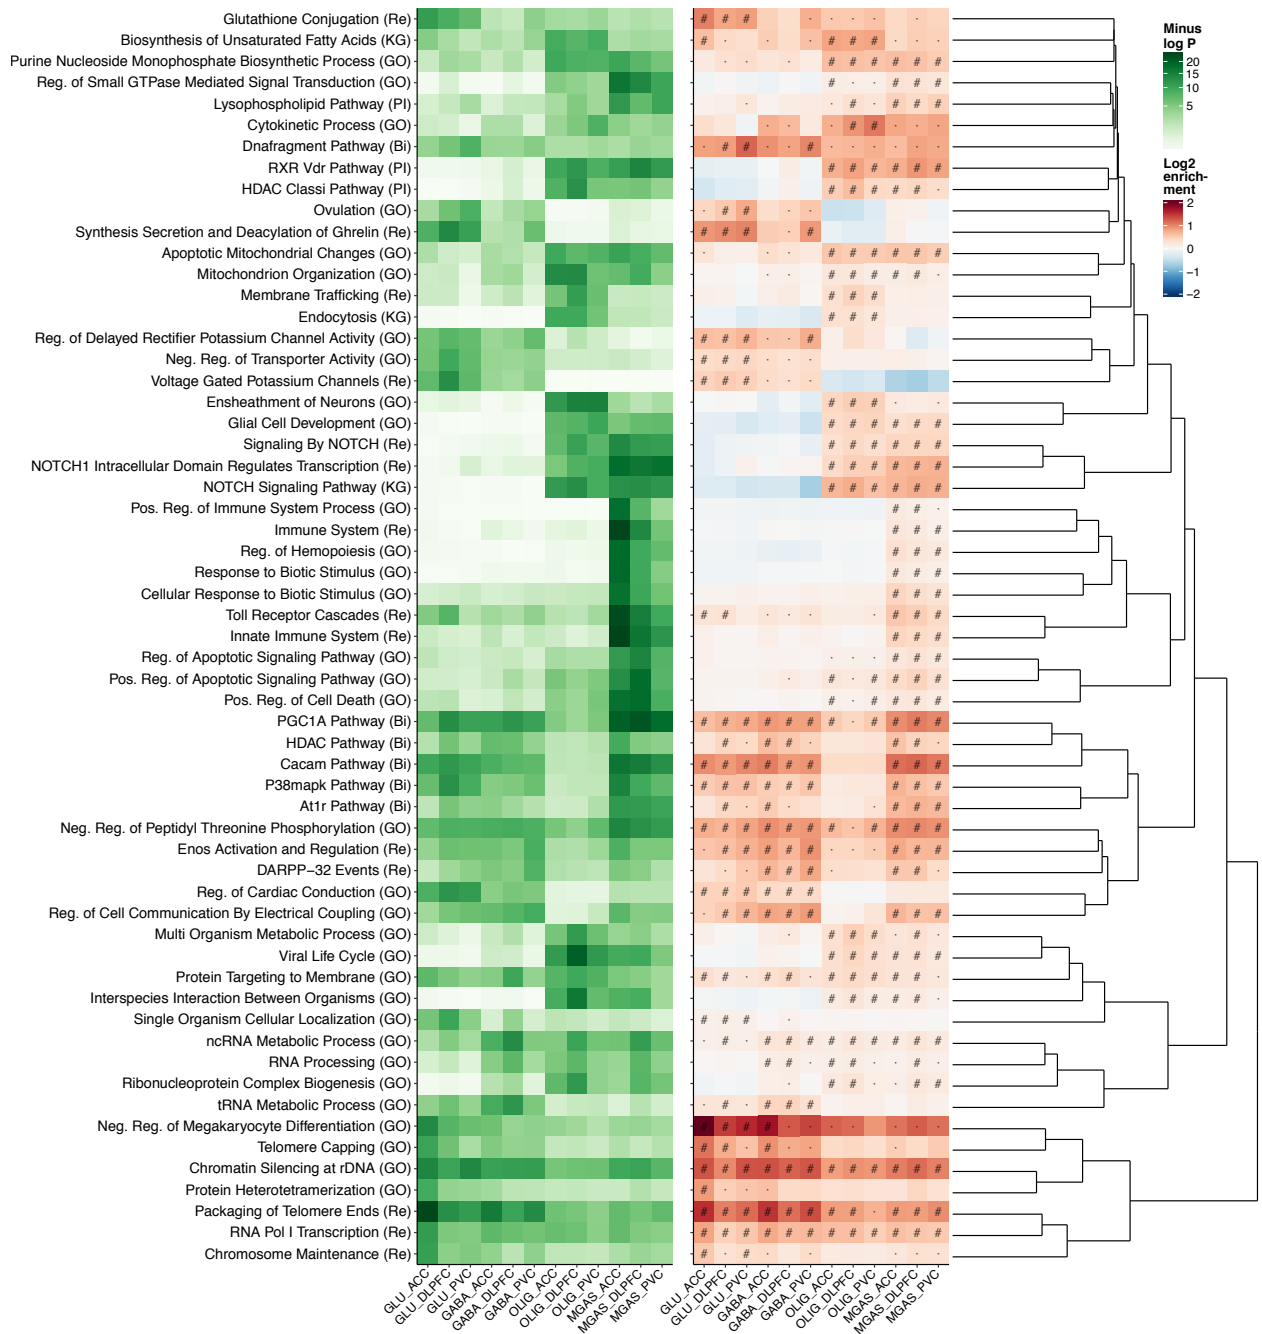 Glutathione Conjugation (Re)
Biosynthesis of Unsaturated Fatty Acids (KG)
Purine Nucleoside Monophosphate Biosynthetic Process (GO)
Reg. of Small GTPase Mediated Signal Transduction (GO)
Lysophospholipid Pathway (PI)
Cytokinetic Process (GO)
Dnafragment Pathway (Bi)
RXR Vdr Pathway (PI)
HDAC Classi Pathway (PI)
Ovulation (GO)
Synthesis Secretion and Deacylation of Ghrelin (Re)
Apoptotic Mitochondrial Changes (GO)
Mitochondrion Organization (GO)
Membrane Trafficking (Re)
Endocytosis (KG)
Reg. of Delayed Rectifier Potassium Channel Activity (GO)
Neg. Reg. of Transporter Activity (GO)
Voltage Gated Potassium Channels (Re)
Ensheathment of Neurons (GO)
Glial Cell Development (GO)
Signaling By NOTCH (Re)
NOTCH1 Intracellular Domain Regulates Transcription (Re)
NOTCH Signaling Pathway (KG)
Pos. Reg. of Immune System Process (GO)
Immune System (Re)
Reg. of Hemopoiesis (GO)
Response to Biotic Stimulus (GO)
Cellular Response to Biotic Stimulus (GO)
Toll Receptor Cascades (Re)
Innate Immune System (Re)
Reg. of Apoptotic Signaling Pathway (GO)
Pos. Reg. of Apoptotic Signaling Pathway (GO)
Pos. Reg. of Cell Death (GO)
PGC1A Pathway (Bi)
HDAC Pathway (Bi)
Cacam Pathway (Bi)
P38mapk Pathway (Bi)
At1r Pathway (Bi)
Neg. Reg. of Peptidyl Threonine Phosphorylation (GO)
Enos Activation and Regulation (Re)
DARPP−32 Events (Re)
Reg. of Cardiac Conduction (GO)
Reg. of Cell Communication By Electrical Coupling (GO)
Multi Organism Metabolic Process (GO)
Viral Life Cycle (GO)
Protein Targeting to Membrane (GO)
Interspecies Interaction Between Organisms (GO)
Single Organism Cellular Localization (GO)
ncRNA Metabolic Process (GO)
RNA Processing (GO)
Ribonucleoprotein Complex Biogenesis (GO)
tRNA Metabolic Process (GO)
Neg. Reg. of Megakaryocyte Differentiation (GO)
Telomere Capping (GO)
Chromatin Silencing at rDNA (GO)
Protein Heterotetramerization (GO)
Packaging of Telomere Ends (Re)
RNA Pol I Transcription (Re)
Chromosome Maintenance (Re)
GLU_ACC
GLU_DLPFC
GLU_PVC
GABA_ACC
GABA_DLPFC
GABA_PVC
OLIG_ACC
OLIG_DLPFC
OLIG_PVC
MGAS_ACC
MGAS_DLPFC
MGAS_PVC
GLU_ACC
GLU_DLPFC
GLU_PVC
GABA_ACC
GABA_DLPFC
GABA_PVC
OLIG_ACC
OLIG_DLPFC
OLIG_PVC
MGAS_ACC
MGAS_DLPFC
MGAS_PVC
Minus
log P
20
15
10
5
Log2
enrich-
ment
2
1
0
−1
−2